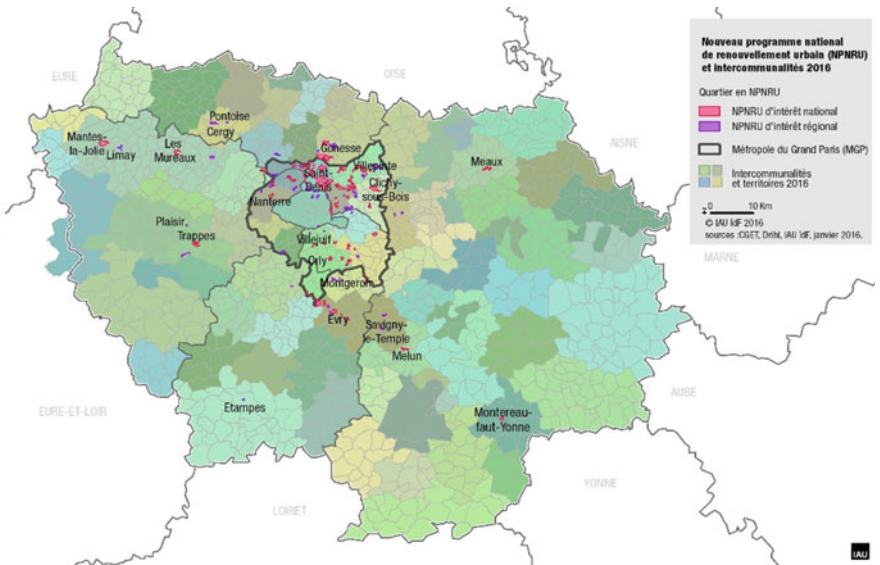 Nouveau programme national
de renouvellement urbain (NPNRU)
et intercommunalités 2016
Quartier en NPNRU
NPNRU d'intérêt national
NPNRU d'intérêt régional
Métropole du Grand Paris (MGP)
Intercommunalités
et territoires 2016
0 10 Km
© IAU îdF 2016
sources :CGET, Drihl, IAU îdF, janvier 2016.
EURE
OISE
AISNE
MARNE
AUBE
YONNE
LOIRET
EURE-ET-LOIR
Pontoise
Cergy
Mantes-
la-Jolie
Limay
Les
Mureaux
Gonesse
Villepinte
Saint-
Denis
Clichy-
sous-Bois
Meaux
Nanterre
Plaisir
Trappes
Villejuif
Orly
Montgeron
Evry
Savigny-
le-Temple
Melun
Etampes
Montereau-
faut-Yonne
IAU